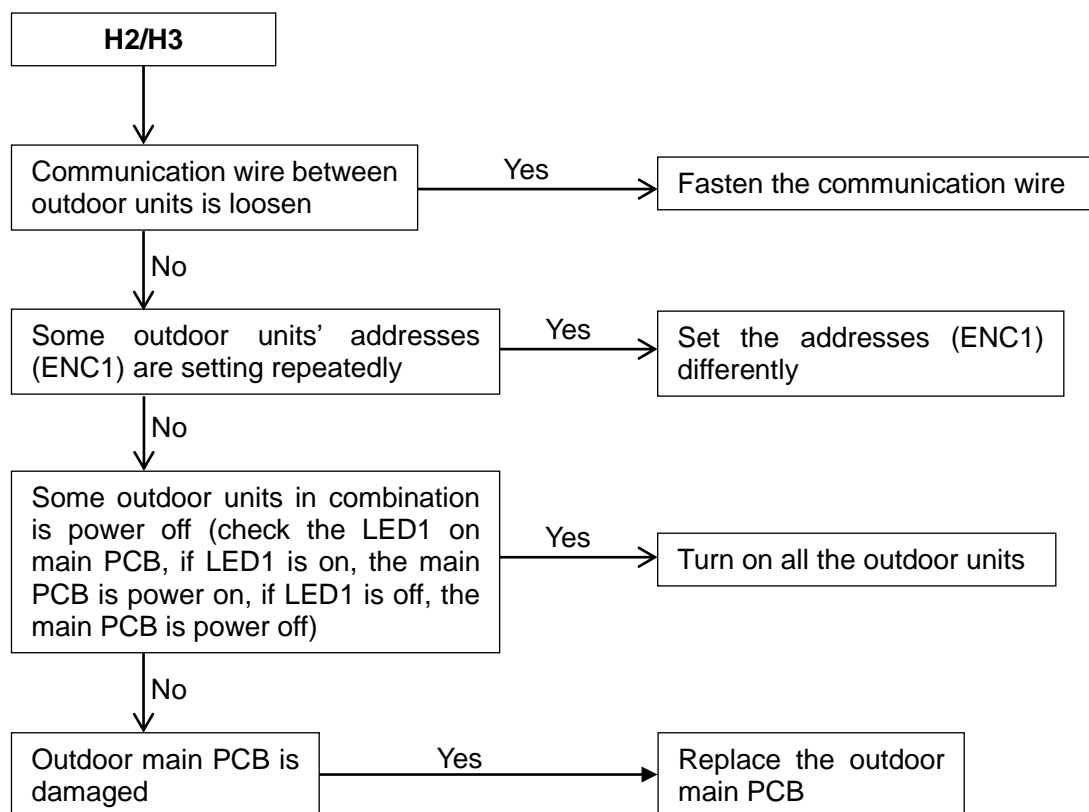 H2/H3
Communication wire between
outdoor units is loosen
Yes
Fasten the communication wire
No
Some outdoor units’ addresses
(ENC1) are setting repeatedly
Yes
Set the addresses (ENC1)
differently
No
Some outdoor units in combination
is power off (check the LED1 on
main PCB, if LED1 is on, the main
PCB is power on, if LED1 is off, the
main PCB is power off)
Yes
Turn on all the outdoor units
No
Outdoor main PCB is
damaged
Yes
Replace the outdoor
main PCB